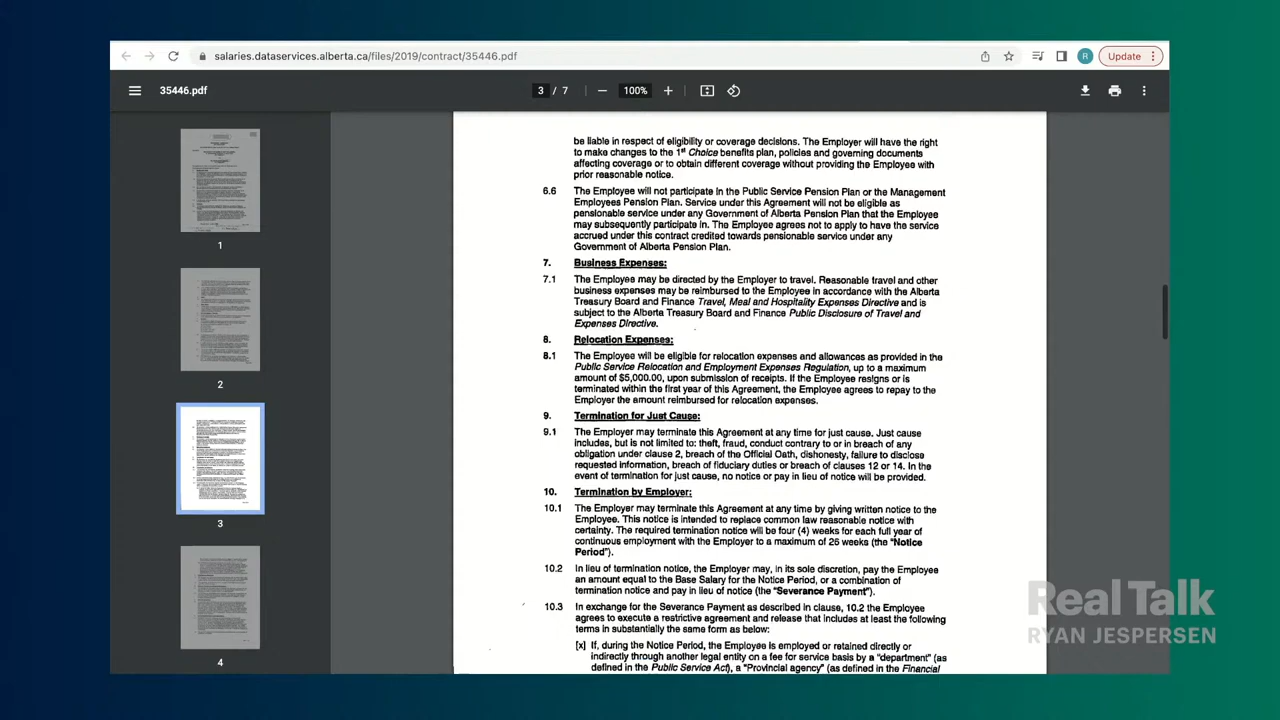 salaries.dataservices.alberta.ca/files/2019/contract/35446.pdf
R
Update
35446.pdf
3 / 7
100%
be liable in respect of eligibility or coverage decisions. The Employer will have the right
to make changes to the 1st Choice benefits plan, policies and governing documents
affecting coverage or to obtain different coverage without providing the Employee with
prior reasonable notice.
6.6 The Employee will not participate in the Public Service Pension Plan or the Management
Employees Pension Plan. Service under this Agreement will not be eligible as
pensionable service under any Government of Alberta Pension Plan that the Employee
may subsequently participate in. The Employee agrees not to apply to have the service
accrued under this contract credited towards pensionable service under any
Government of Alberta Pension Plan.
7. Business Expenses:
7.1 The Employee may be directed by the Employer to travel. Reasonable travel and other
business expenses may be reimbursed to the Employee in accordance with the Alberta
Treasury Board and Finance Travel, Meal and Hospitality Expenses Directive and is
subject to the Alberta Treasury Board and Finance Public Disclosure of Travel and
Expenses Directive.
8. Relocation Expenses:
8.1 The Employee will be eligible for relocation expenses and allowances as provided in the
Public Service Relocation and Employment Expenses Regulation, up to a maximum
amount of $5,000.00, upon submission of receipts. If the Employee resigns or is
terminated within the first year of this Agreement, the Employee agrees to repay to the
Employer the amount reimbursed for relocation expenses.
9. Termination for Just Cause:
9.1 The Employer may terminate this Agreement at any time for just cause. Just cause
includes, but is not limited to: theft, fraud, conduct contrary to or in breach of any
obligation under clause 2, breach of the Official Oath, dishonesty, failure to disclose
requested information, breach of fiduciary duties or breach of clauses 12 or 14. In the
event of termination for just cause, no notice or pay in lieu of notice will be provided.
10. Termination by Employer:
10.1 The Employer may terminate this Agreement at any time by giving written notice to the
Employee. This notice is intended to replace common law reasonable notice with
certainty. The required termination notice will be four (4) weeks for each full year of
continuous employment with the Employer to a maximum of 26 weeks (the "Notice
Period").
10.2 In lieu of termination notice, the Employer may, in its sole discretion, pay the Employee
an amount equal to the Base Salary for the Notice Period, or a combination of
termination notice and pay in lieu of notice (the "Severance Payment").
10.3 In exchange for the Severance Payment as described in clause, 10.2 the Employee
agrees to execute a restrictive agreement and release that includes at least the following
terms in substantially the same form as below:
[x] If, during the Notice Period, the Employee is employed or retained directly or
indirectly through another legal entity on a fee for service basis by a "department" (as
defined in the Public Service Act), a "Provincial agency" (as defined in the Financial
1
2
3
4
Real Talk
RYAN JESPERSEN